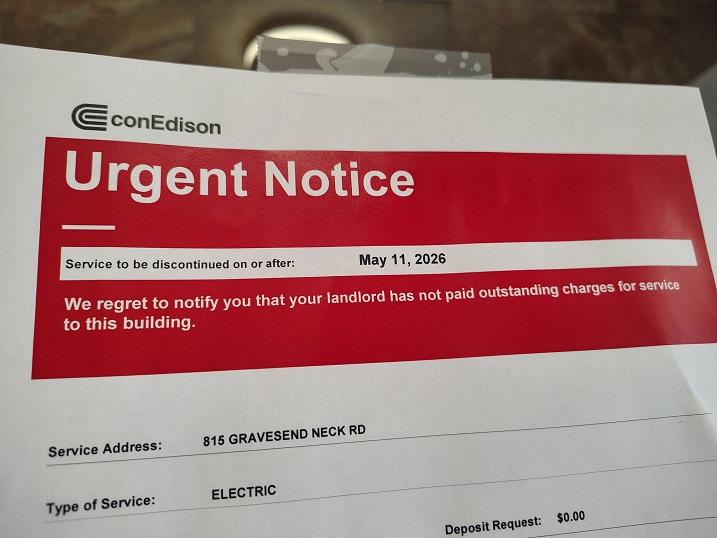 conEdison
Urgent Notice
Service to be discontinued on or after: May 11, 2026
We regret to notify you that your landlord has not paid outstanding charges for service
to this building.
Service Address: 815 GRAVESEND NECK RD
Type of Service: ELECTRIC
Deposit Request: $0.00